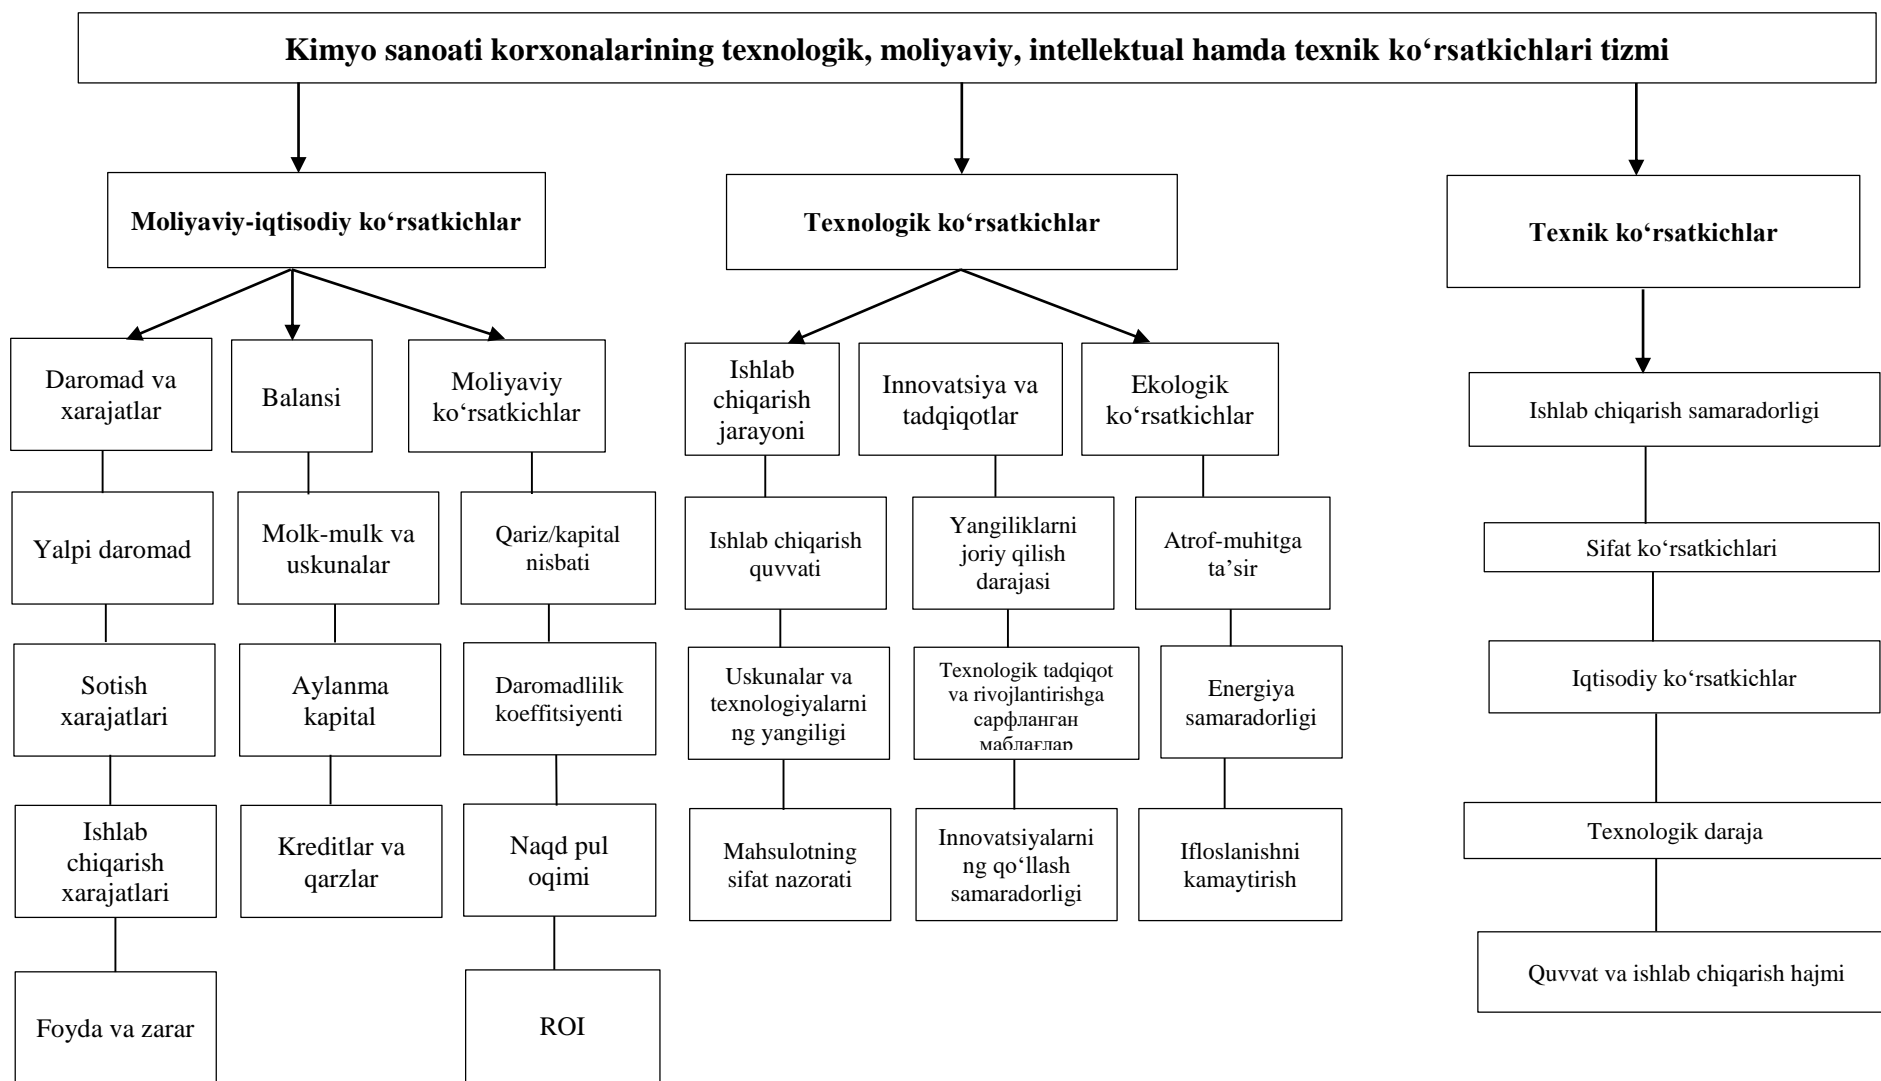 Kimyo sanoati korxonalarining texnologik, moliyaviy, intellektual hamda texnik ko‘rsatkichlari tizmi
Moliyaviy-iqtisodiy ko‘rsatkichlar
Texnologik ko‘rsatkichlar
Texnik ko‘rsatkichlar
Daromad va
xarajatlar
Balansi
Moliyaviy
ko‘rsatkichlar
Ishlab
chiqarish
jarayoni
Innovatsiya va
tadqiqotlar
Ekologik
ko‘rsatkichlar
Ishlab chiqarish samaradorligi
Yalpi daromad
Molk-mulk va
uskunalar
Qariz/kapital
nisbati
Ishlab chiqarish
quvvati
Yangiliklarni
joriy qilish
darajasi
Atrof-muhitga
ta’sir
Sifat ko‘rsatkichlari
Sotish
xarajatlari
Aylanma
kapital
Daromadlilik
koeffitsiyenti
Uskunalar va
texnologiyalarni
ng yangiligi
Texnologik tadqiqot
va rivojlantirishga
сарфланган
маблағлар
Energiya
samaradorligi
Iqtisodiy ko‘rsatkichlar
Ishlab
chiqarish
xarajatlari
Kreditlar va
qarzlar
Naqd pul
oqimi
Mahsulotning
sifat nazorati
Innovatsiyalarni
ng qo‘llash
samaradorligi
Ifloslanishni
kamaytirish
Texnologik daraja
Foyda va zarar
ROI
Quvvat va ishlab chiqarish hajmi